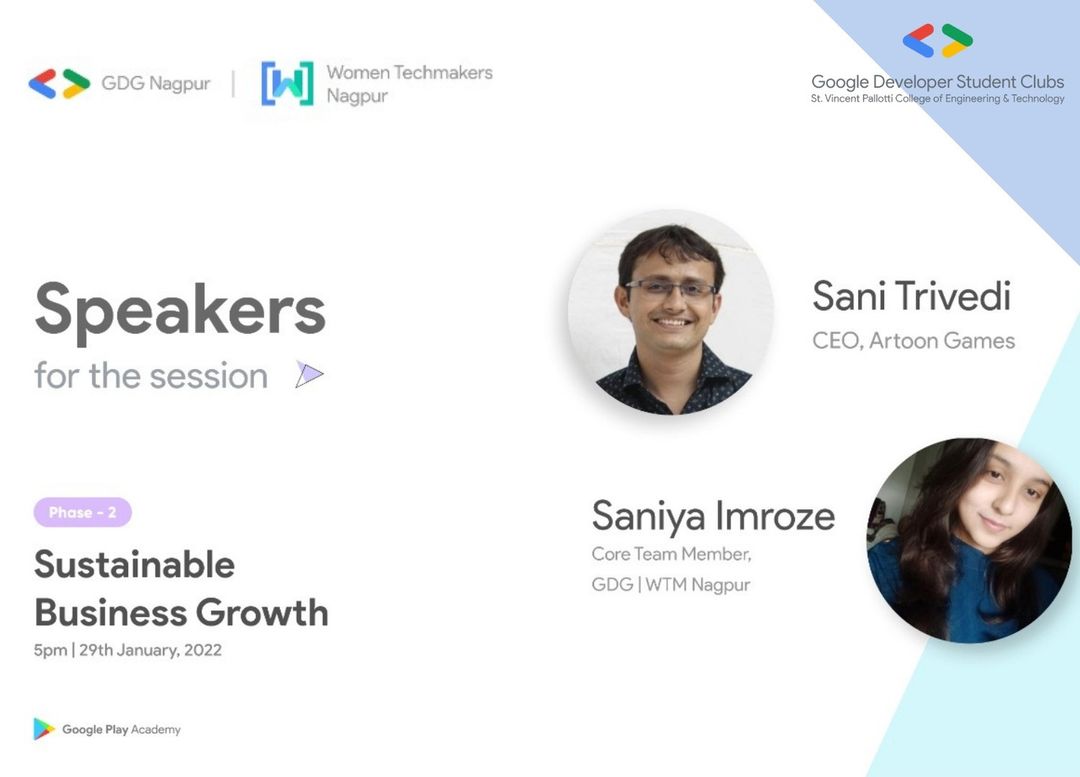 GDG Nagpur | Women Techmakers
Nagpur
Google Developer Student Clubs
St. Vincent Pallotti College of Engineering & Technology
Speakers
for the session
Sani Trivedi
CEO, Artoon Games
Saniya Imroze
Core Team Member,
GDG | WTM Nagpur
Phase - 2
Sustainable
Business Growth
5pm | 29th January, 2022
Google Play Academy